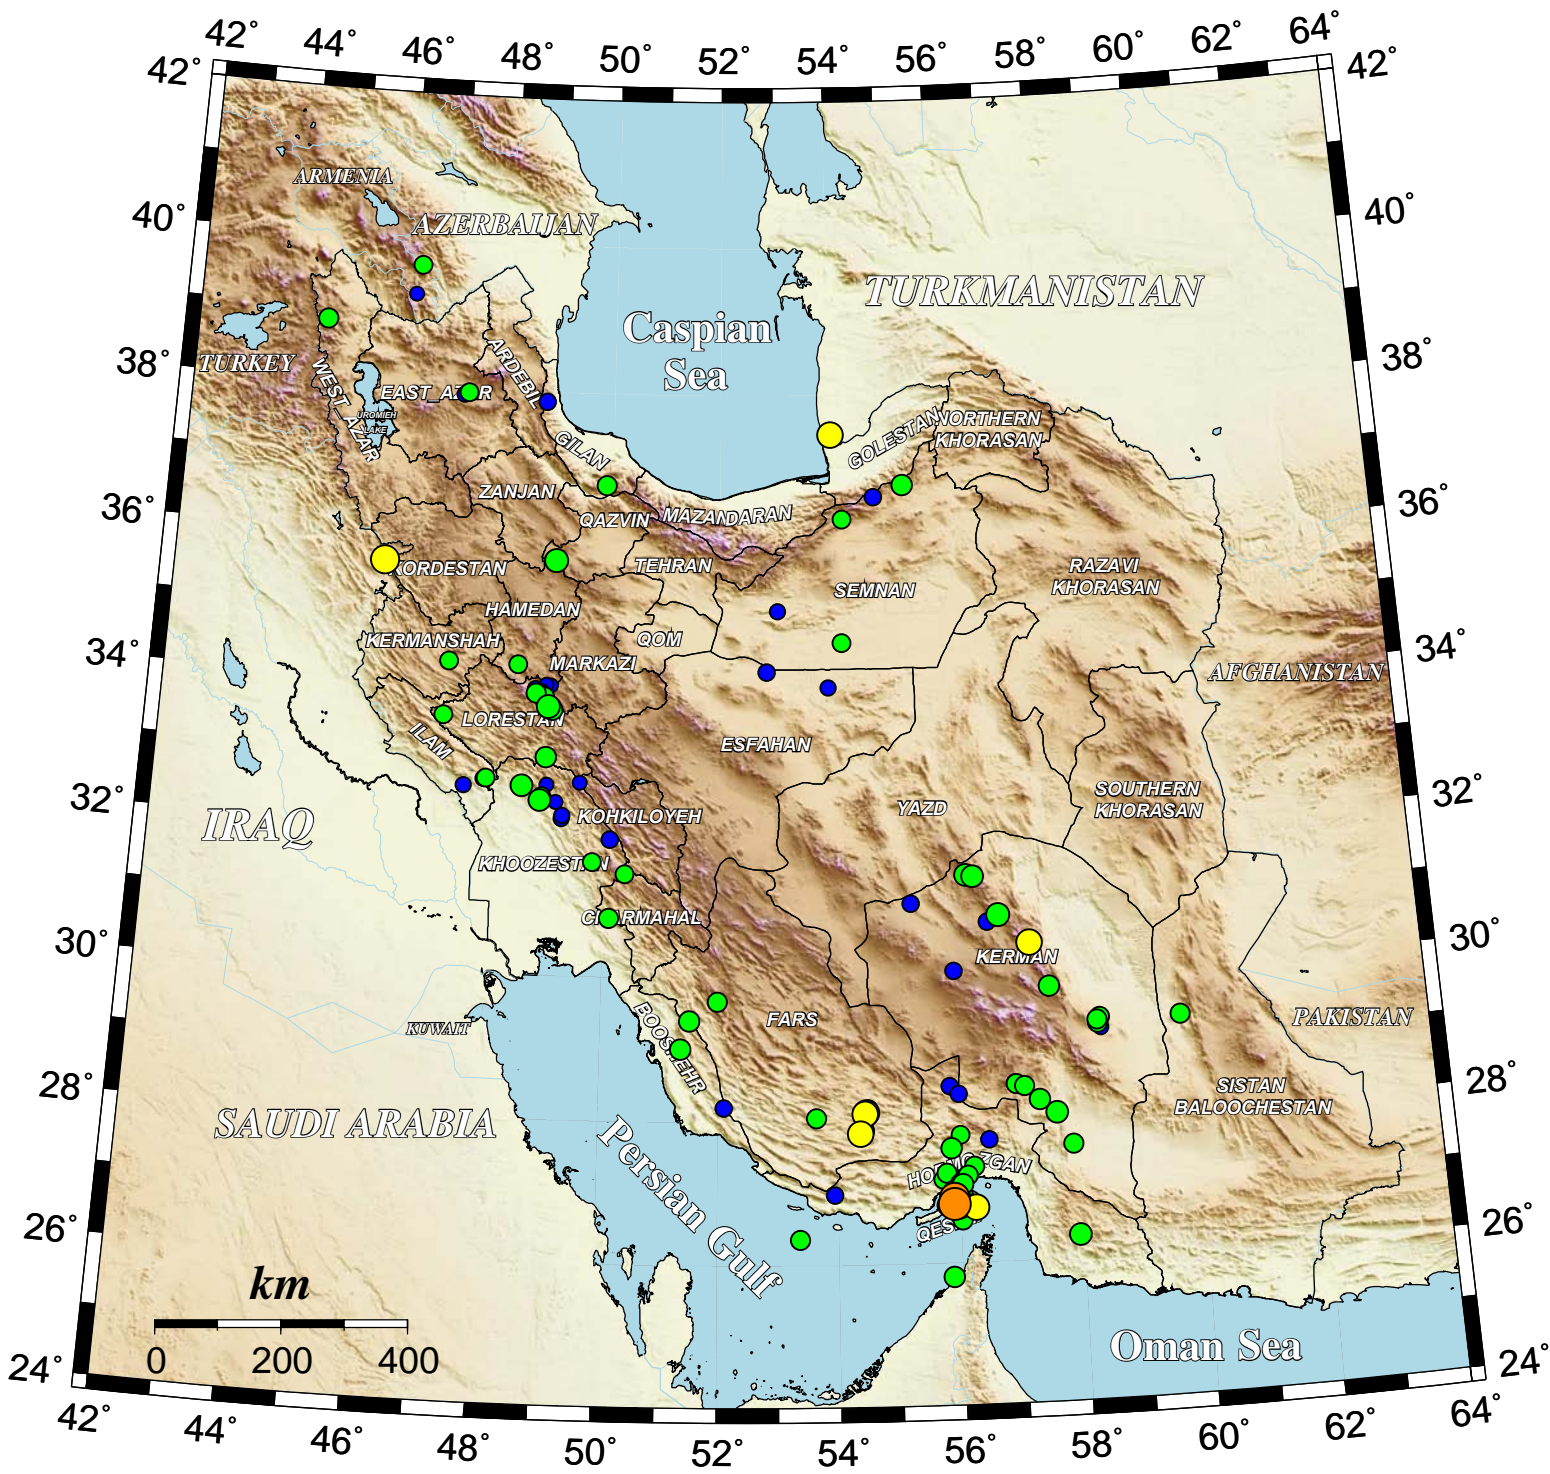 42° 44° 46° 48° 50° 52° 54° 56° 58° 60° 62° 64°
42° 42°
ARMENIA
40° AZERBAIJAN 40°
TURKMANISTAN
Caspian
Sea
38° TURKEY 38°
WEST_AZAR
EAST_AZAR
ARDEBIL
UROMIEH
LAKE
GILAN
GOLESTAN
NORTHERN
KHORASAN
36° 36°
ZANJAN
QAZVIN
MAZANDARAN
KORDESTAN
TEHRAN
SEMNAN
RAZAVI
KHORASAN
HAMEDAN
34° KERMANSHAH QOM 34°
MARKAZI
AFGHANISTAN
LORESTAN
ILAM
ESFAHAN
32° 32°
IRAQ
KOHKILOYEH
YAZD
SOUTHERN
KHORASAN
KHOOZESTAN
CHARMAHAL
30° 30°
KERMAN
KUWAIT
BOOSHEHR
FARS
PAKISTAN
28° 28°
SISTAN
BALOOCHESTAN
SAUDI ARABIA
Persian Gulf
HORMOZGAN
26° 26°
km
0 200 400
Oman Sea
24° 24°
42° 44° 46° 48° 50° 52° 54° 56° 58° 60° 62° 64°